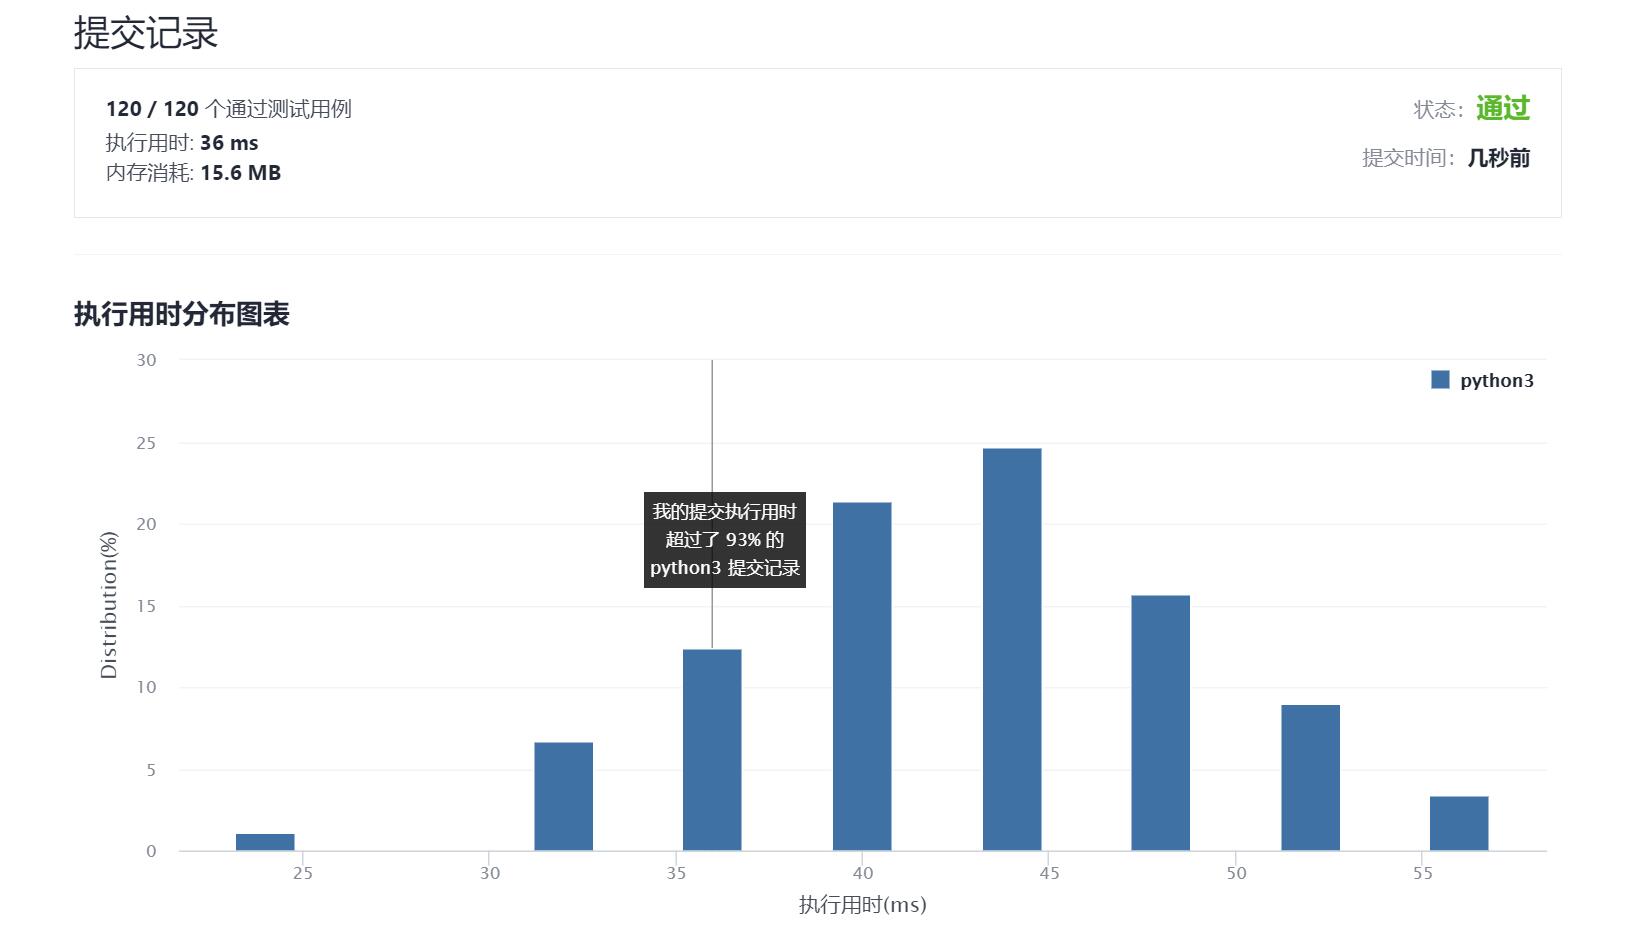 提交记录
120 / 120 个通过测试用例
状态：通过
执行用时: 36 ms
内存消耗: 15.6 MB
提交时间：几秒前
执行用时分布图表
python3
30
25
20
15
10
5
0
Distribution(%)
我的提交执行用时
超过了 93% 的
python3 提交记录
25 30 35 40 45 50 55
执行用时(ms)